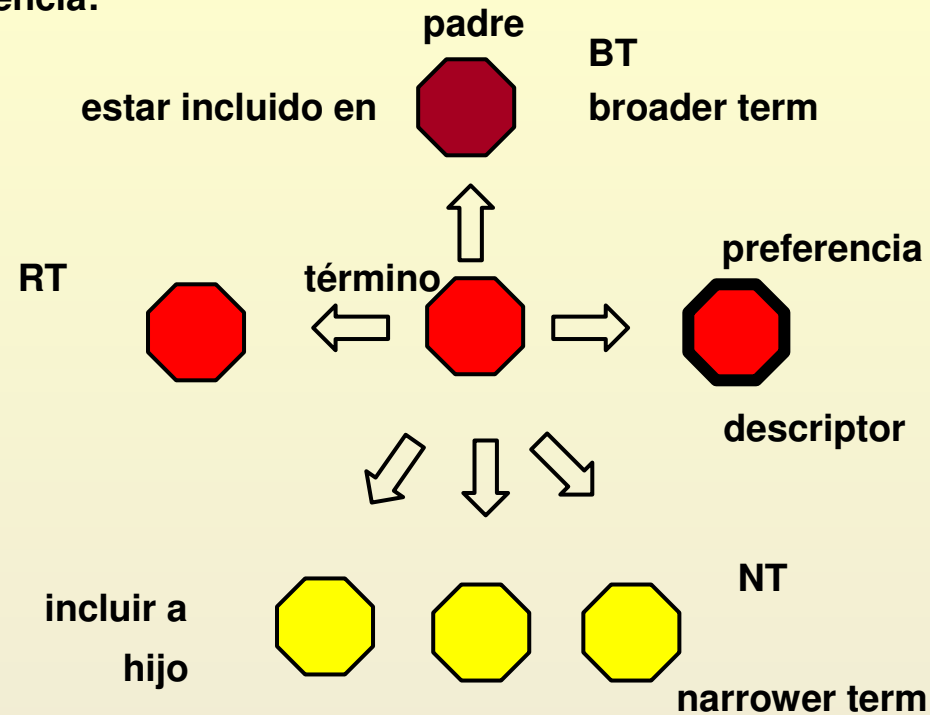 padre
BT
estar incluido en
broader term
preferencia
RT
término
descriptor
NT
incluir a
hijo
narrower term